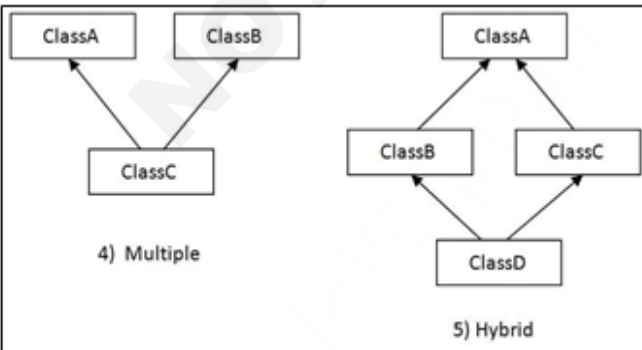 ClassA
ClassB
ClassC
4) Multiple
ClassA
ClassB
ClassC
ClassD
5) Hybrid